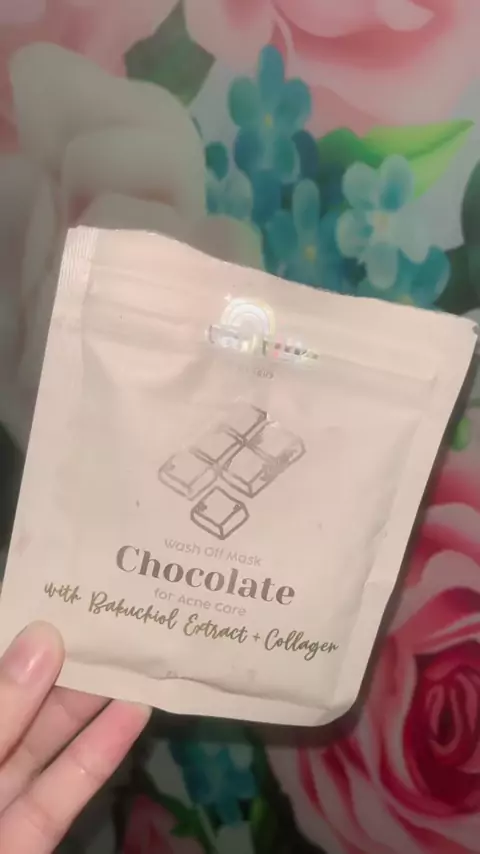 Wash Off Mask
Chocolate
for Acne Care
with Bakuchiol Extract + Collagen